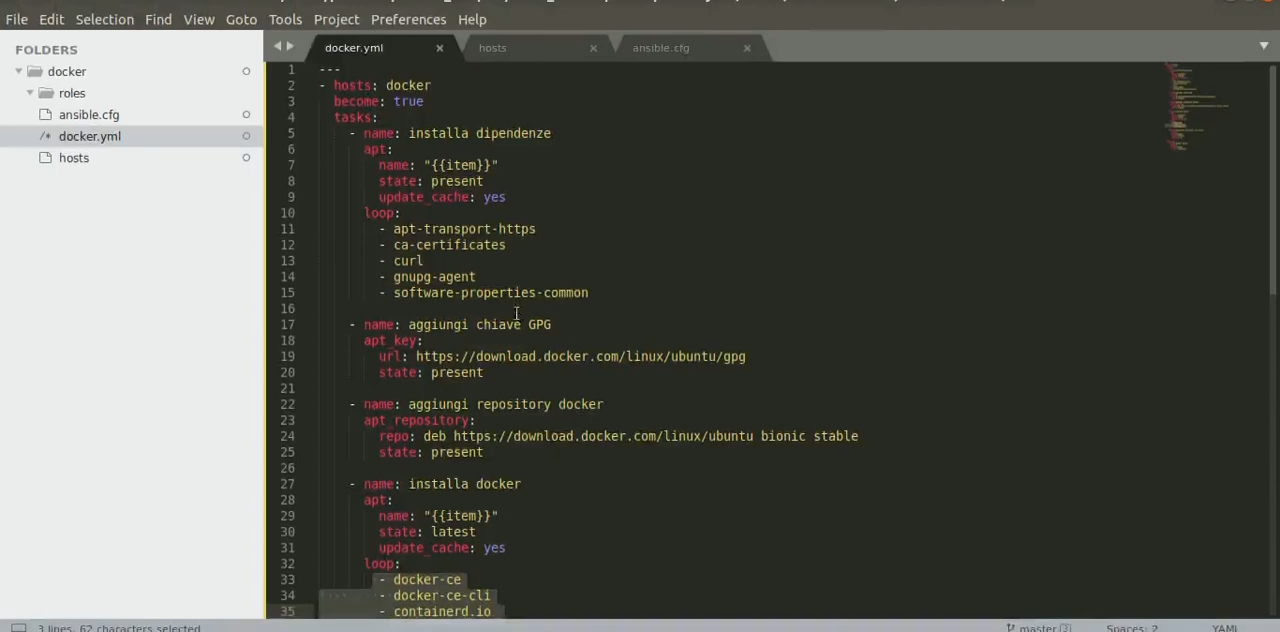 File Edit Selection Find View Goto Tools Project Preferences Help
FOLDERS
docker
roles
ansible.cfg
/* docker.yml
hosts
docker.yml × hosts × ansible.cfg ×
1 ---
2 - hosts: docker
3 become: true
4 tasks:
5 - name: installa dipendenze
6 apt:
7 name: "{{item}}"
8 state: present
9 update_cache: yes
10 loop:
11 - apt-transport-https
12 - ca-certificates
13 - curl
14 - gnupg-agent
15 - software-properties-common
16
17 - name: aggiungi chiave GPG
18 apt_key:
19 url: https://download.docker.com/linux/ubuntu/gpg
20 state: present
21
22 - name: aggiungi repository docker
23 apt_repository:
24 repo: deb https://download.docker.com/linux/ubuntu bionic stable
25 state: present
26
27 - name: installa docker
28 apt:
29 name: "{{item}}"
30 state: latest
31 update_cache: yes
32 loop:
33 - docker-ce
34 - docker-ce-cli
35 - containerd.io
3 lines, 62 characters selected master Spaces: 2 YAML